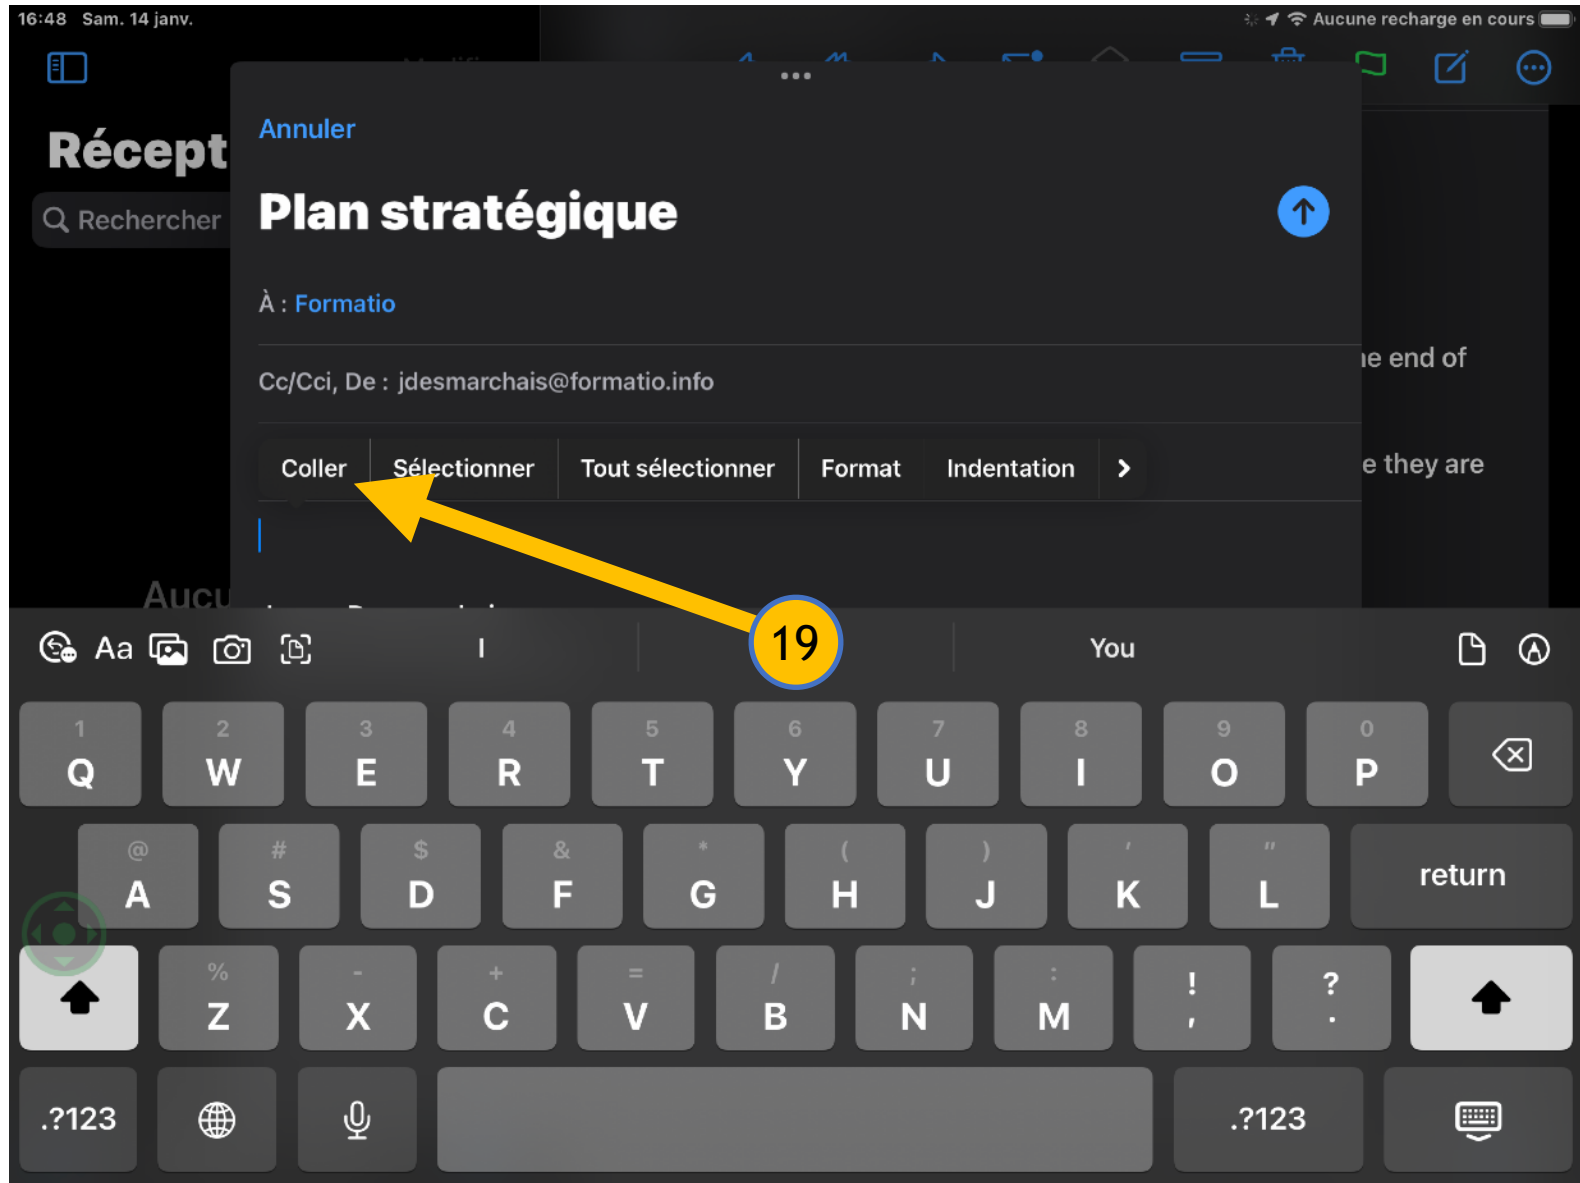 16:48 Sam. 14 janv.
Aucune recharge en cours
Annuler
Récept
Plan stratégique
Rechercher
À : Formatio
Cc/Cci, De : jdesmarchais@formatio.info
e end of
Coller Sélectionner Tout sélectionner Format Indentation
e they are
Aucu
19
Aa I You
1 2 3 4 5 6 7 8 9 0
Q W E R T Y U I O P
@ # $ & * ( ) ' "
A S D F G H J K L return
% - + = / ; : ! ?
Z X C V B N M , .
.?123 .?123